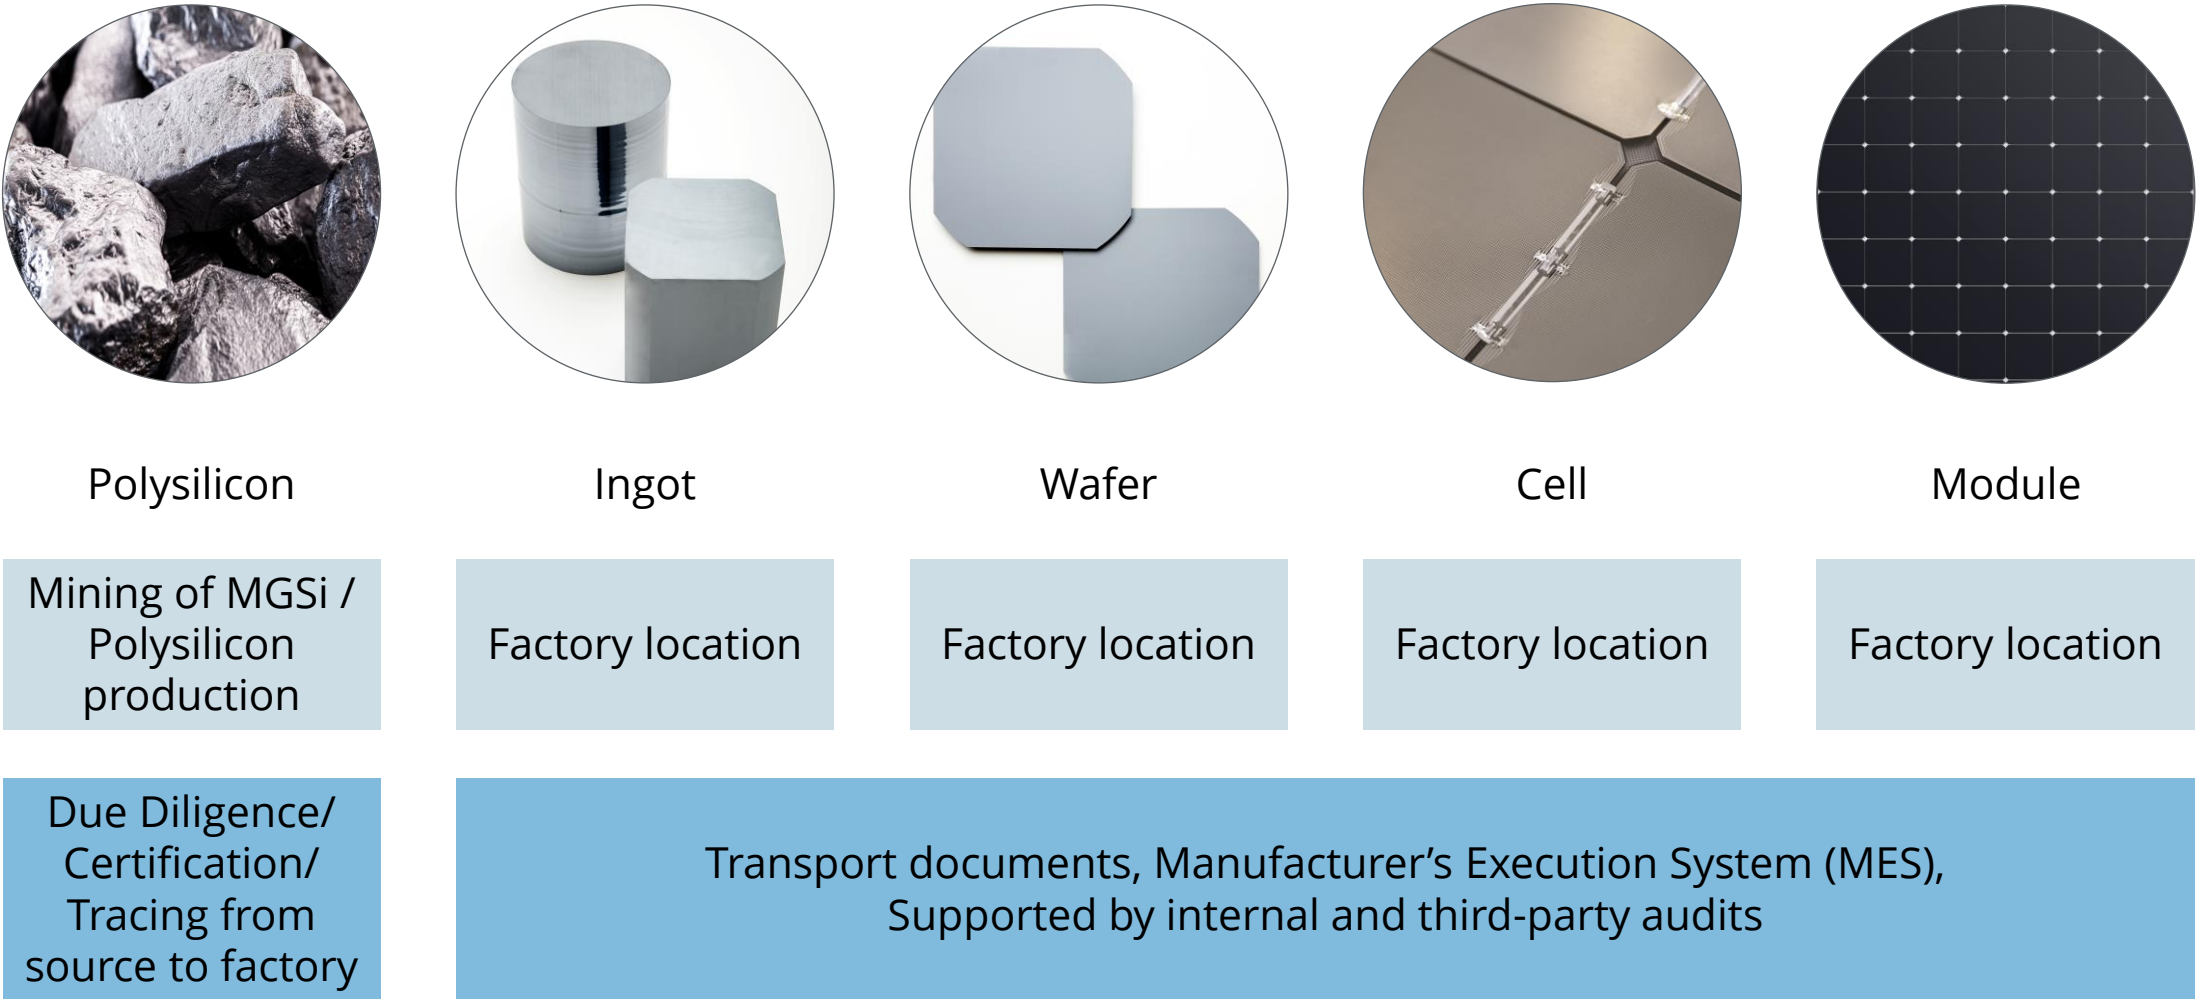 Polysilicon
Ingot
Wafer
Cell
Module
Mining of MGSi /
Polysilicon
production
Factory location
Factory location
Factory location
Factory location
Due Diligence/
Certification/
Tracing from
source to factory
Transport documents, Manufacturer’s Execution System (MES),
Supported by internal and third-party audits